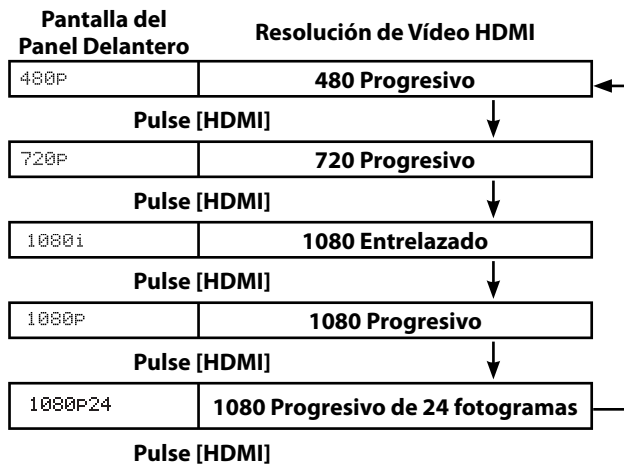 Pantalla del
Panel Delantero
Resolución de Vídeo HDMI
480P
480 Progresivo
Pulse [HDMI]
720P
720 Progresivo
Pulse [HDMI]
1080i
1080 Entrelazado
Pulse [HDMI]
1080P
1080 Progresivo
Pulse [HDMI]
1080P24
1080 Progresivo de 24 fotogramas
Pulse [HDMI]